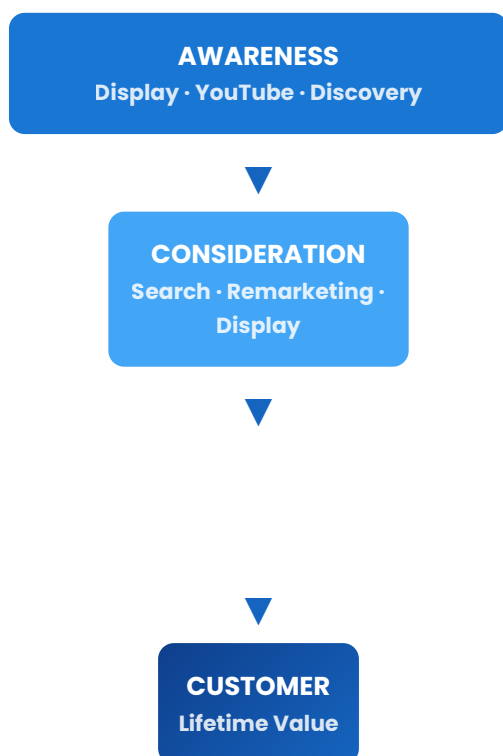 AWARENESS
Display · YouTube · Discovery
CONSIDERATION
Search · Remarketing ·
Display
CUSTOMER
Lifetime Value